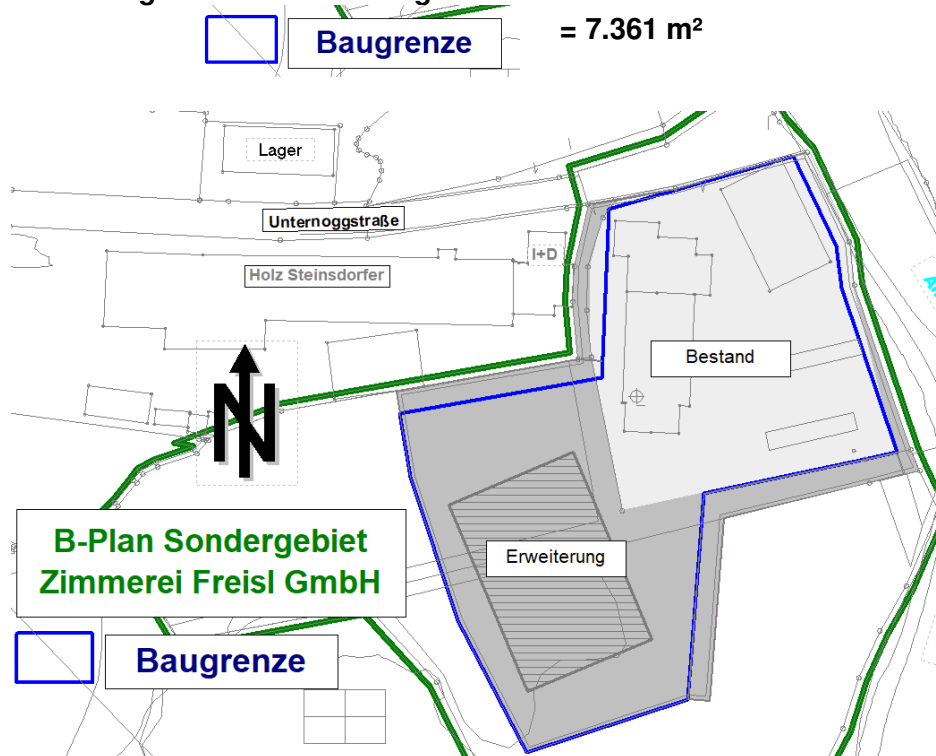 Baugrenze = 7.361 m²
Lager
Unternoggstraße
Holz Steinsdorfer
I+D
Bestand
N
Erweiterung
B-Plan Sondergebiet
Zimmerei Freisl GmbH
Baugrenze